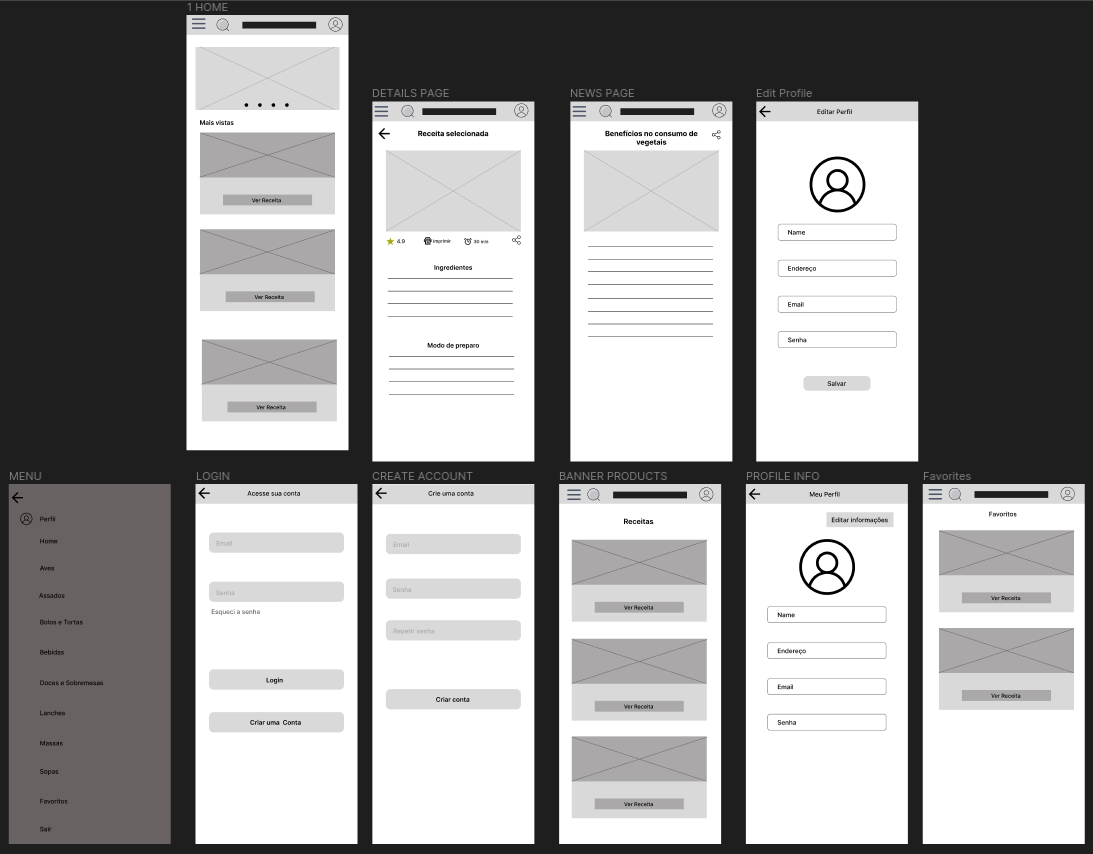 1 HOME
Mais vistas
Ver Receita
Ver Receita
Ver Receita
DETAILS PAGE
Receita selecionada
4.9
Imprimir
30 min
Ingredientes
Modo de preparo
NEWS PAGE
Benefícios no consumo de
vegetais
Edit Profile
Editar Perfil
Name
Endereço
Email
Senha
Salvar
MENU
Perfil
Home
Aves
Assados
Bolos e Tortas
Bebidas
Doces e Sobremesas
Lanches
Massas
Sopas
Favoritos
Sair
LOGIN
Acesse sua conta
Email
Senha
Esqueci a senha
Login
Criar uma Conta
CREATE ACCOUNT
Crie uma conta
Email
Senha
Repetir senha
Criar conta
BANNER PRODUCTS
Receitas
Ver Receita
Ver Receita
Ver Receita
PROFILE INFO
Meu Perfil
Editar informações
Name
Endereço
Email
Senha
Favorites
Favoritos
Ver Receita
Ver Receita